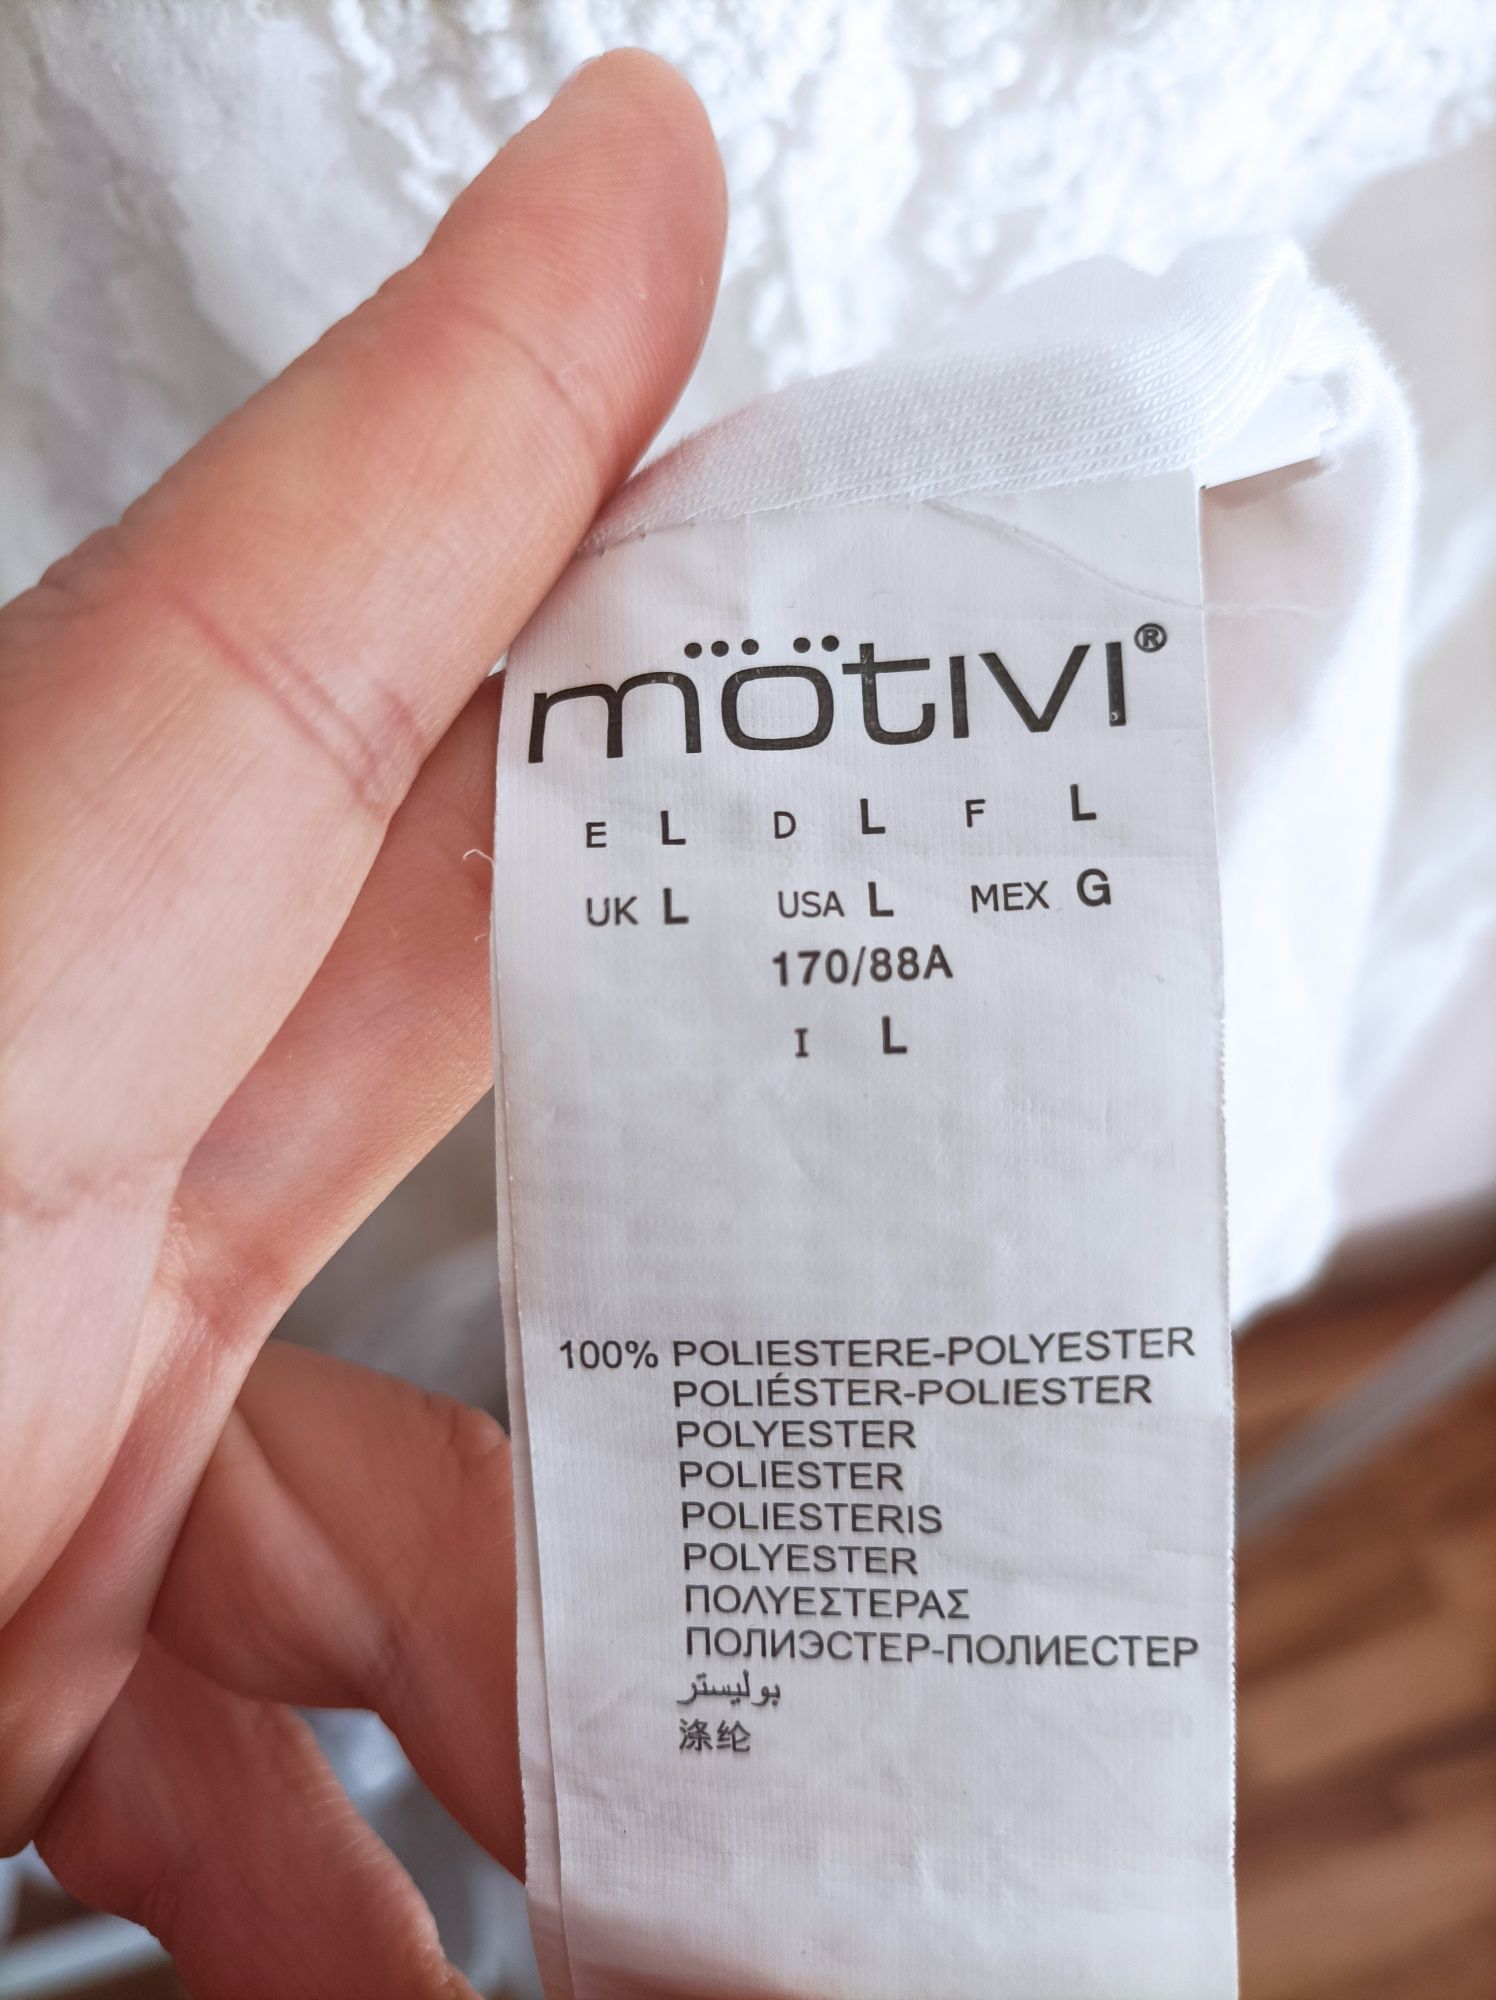 mötivi®
E L D L F L
UK L USA L MEX G
170/88A
I L
100% POLIESTERE-POLYESTER
POLIÉSTER-POLIESTER
POLYESTER
POLIESTER
POLIESTERIS
POLYESTER
ΠΟΛΥΕΣΤΕΡΑΣ
ПОЛИЭСТЕР-ПОЛИЕСТЕР
بوليستر
涤纶